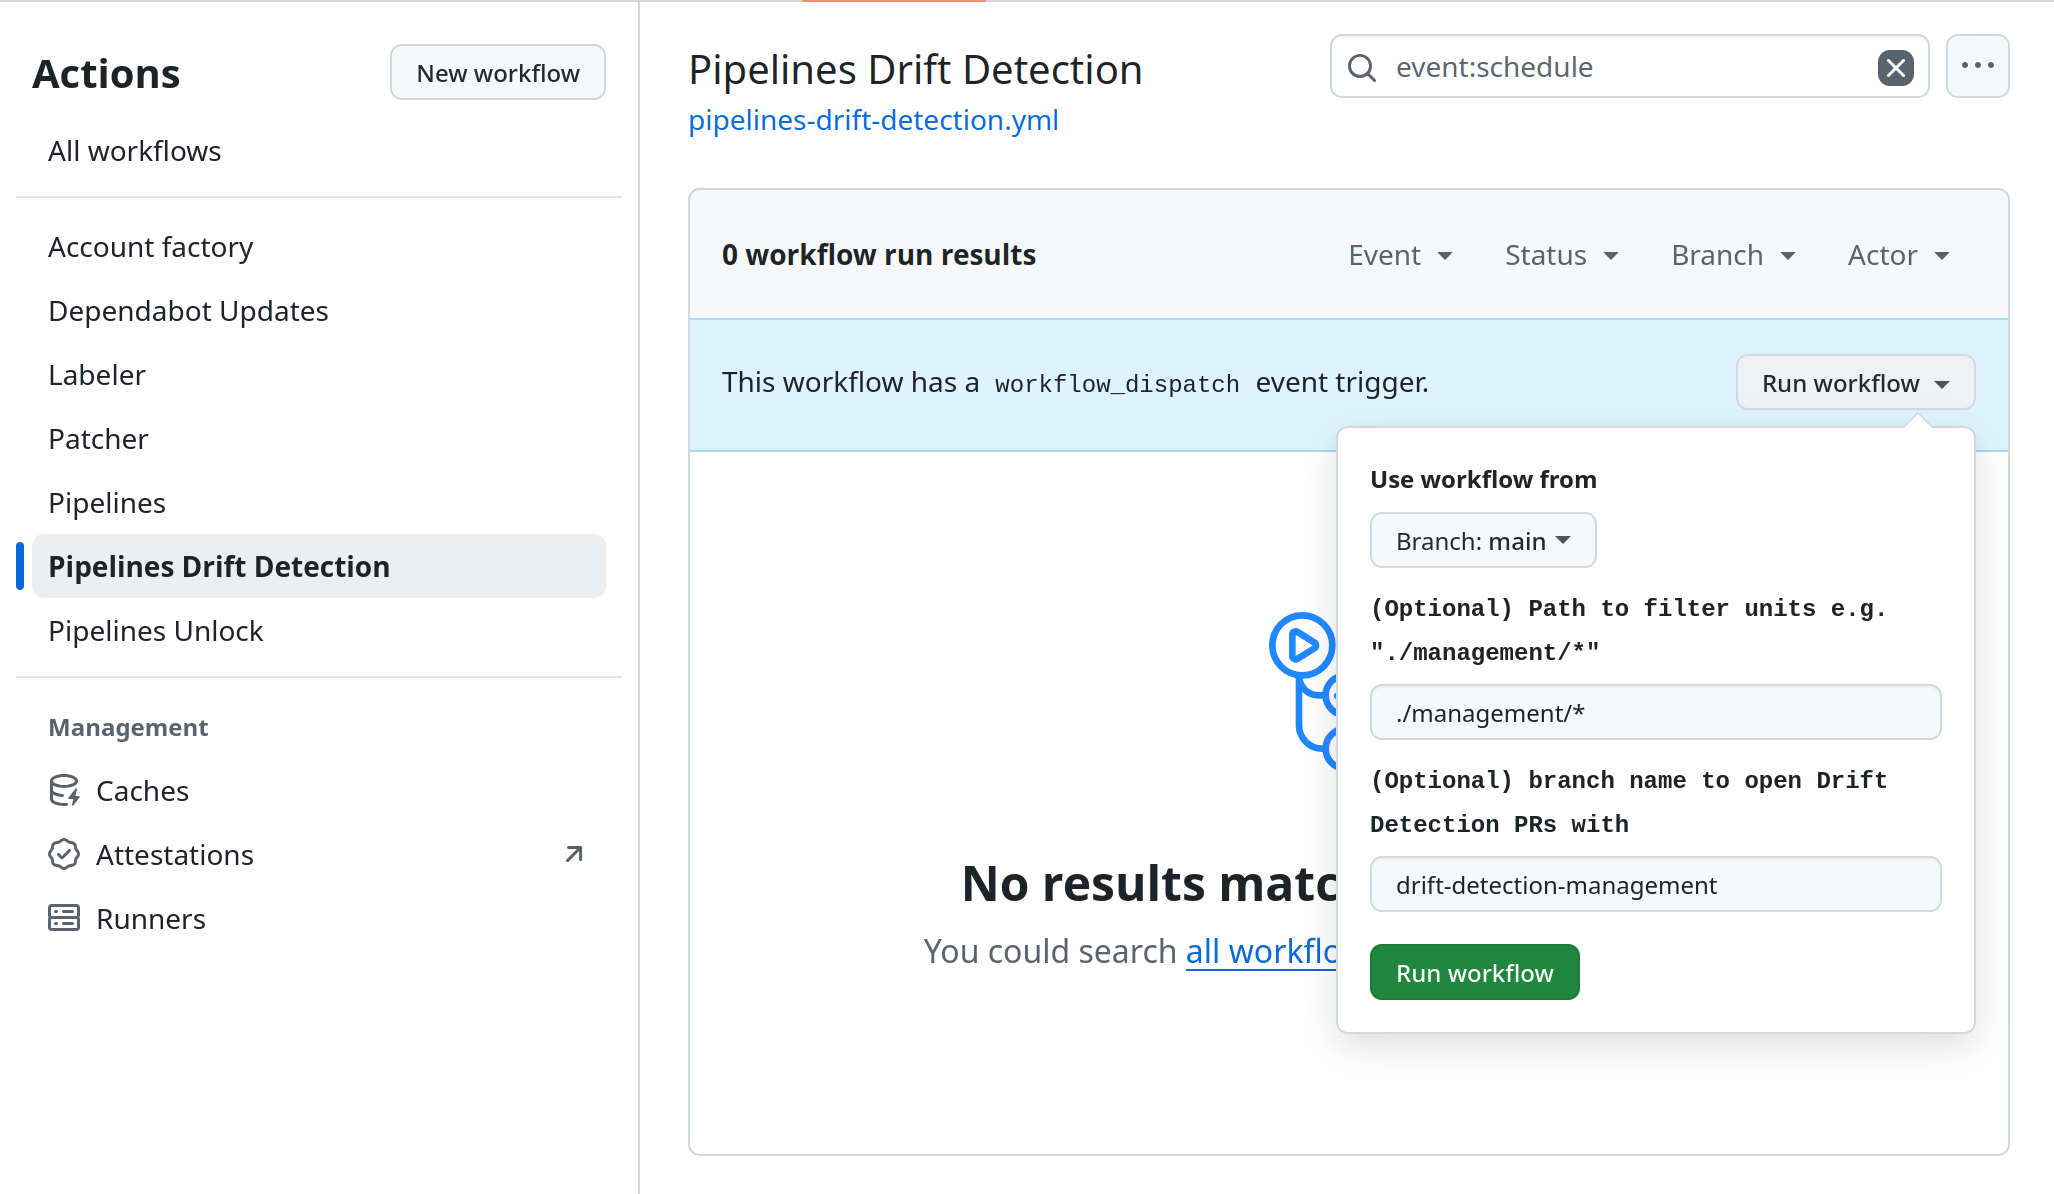 Actions
New workflow
All workflows
Account factory
Dependabot Updates
Labeler
Patcher
Pipelines
Pipelines Drift Detection
Pipelines Unlock
Management
Caches
Attestations
Runners
Pipelines Drift Detection
pipelines-drift-detection.yml
event:schedule
0 workflow run results
Event
Status
Branch
Actor
This workflow has a workflow_dispatch event trigger.
Run workflow
Use workflow from
Branch: main
(Optional) Path to filter units e.g.
"./management/*"
./management/*
(Optional) branch name to open Drift
Detection PRs with
drift-detection-management
Run workflow
No results matc
You could search all workflo